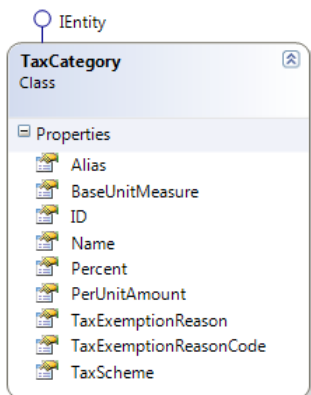 IEntity
TaxCategory
Class
Properties
Alias
BaseUnitMeasure
ID
Name
Percent
PerUnitAmount
TaxExemptionReason
TaxExemptionReasonCode
TaxScheme